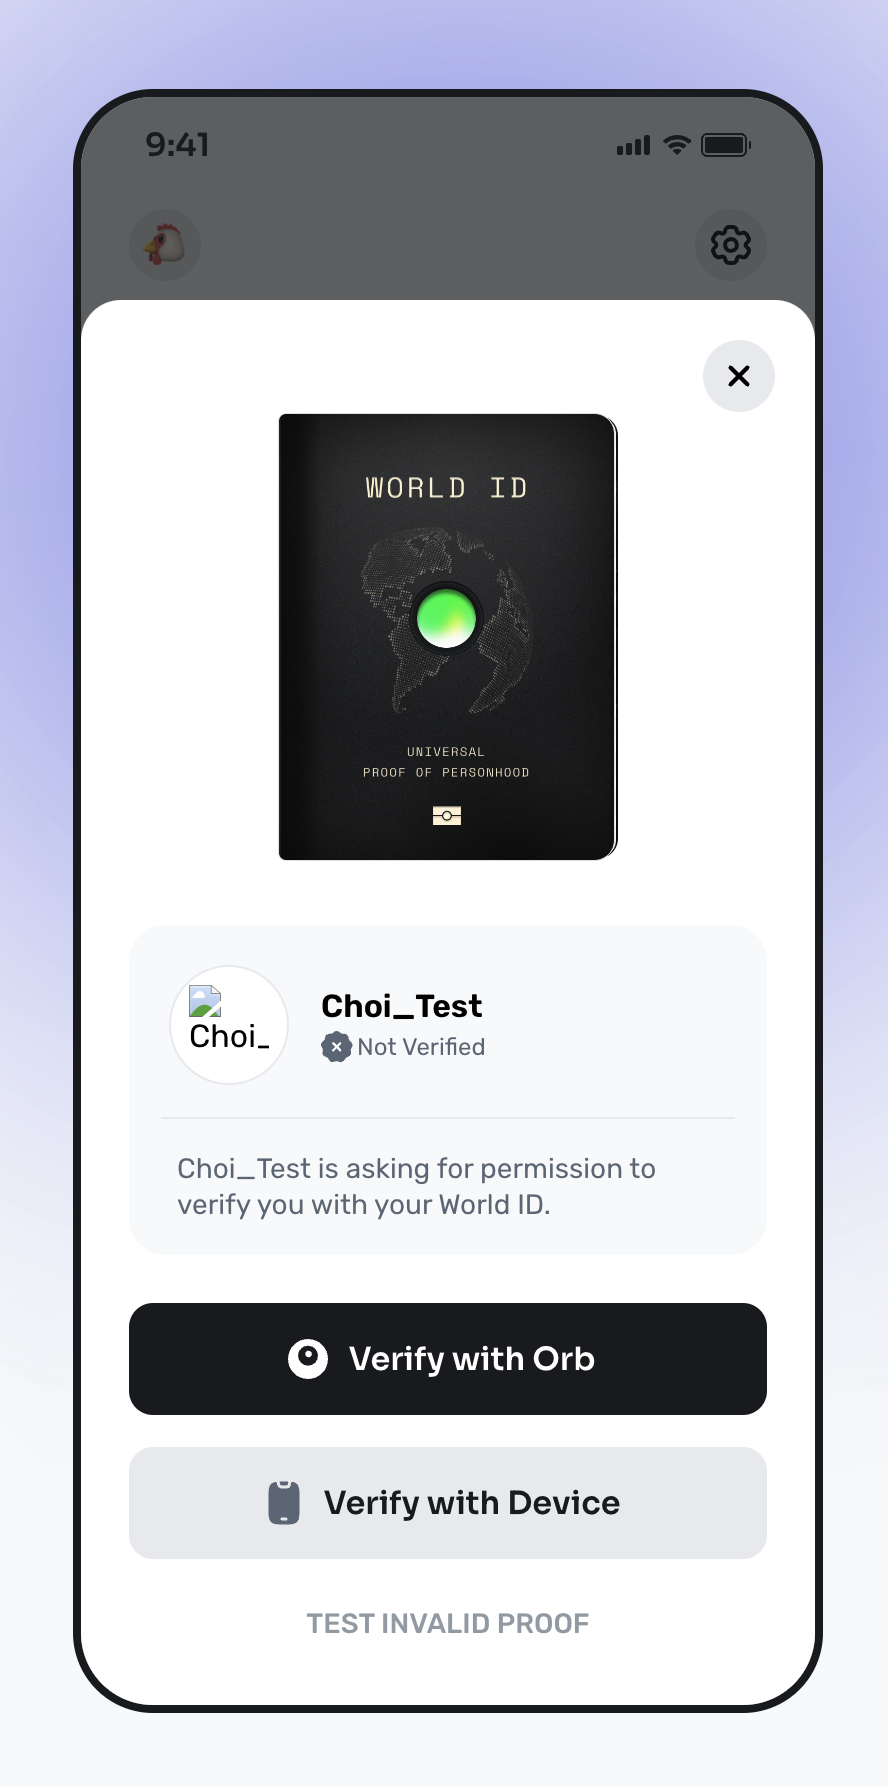 9:41
WORLD ID
UNIVERSAL
PROOF OF PERSONHOOD
Choi_
Choi_Test
Not Verified
Choi_Test is asking for permission to
verify you with your World ID.
Verify with Orb
Verify with Device
TEST INVALID PROOF